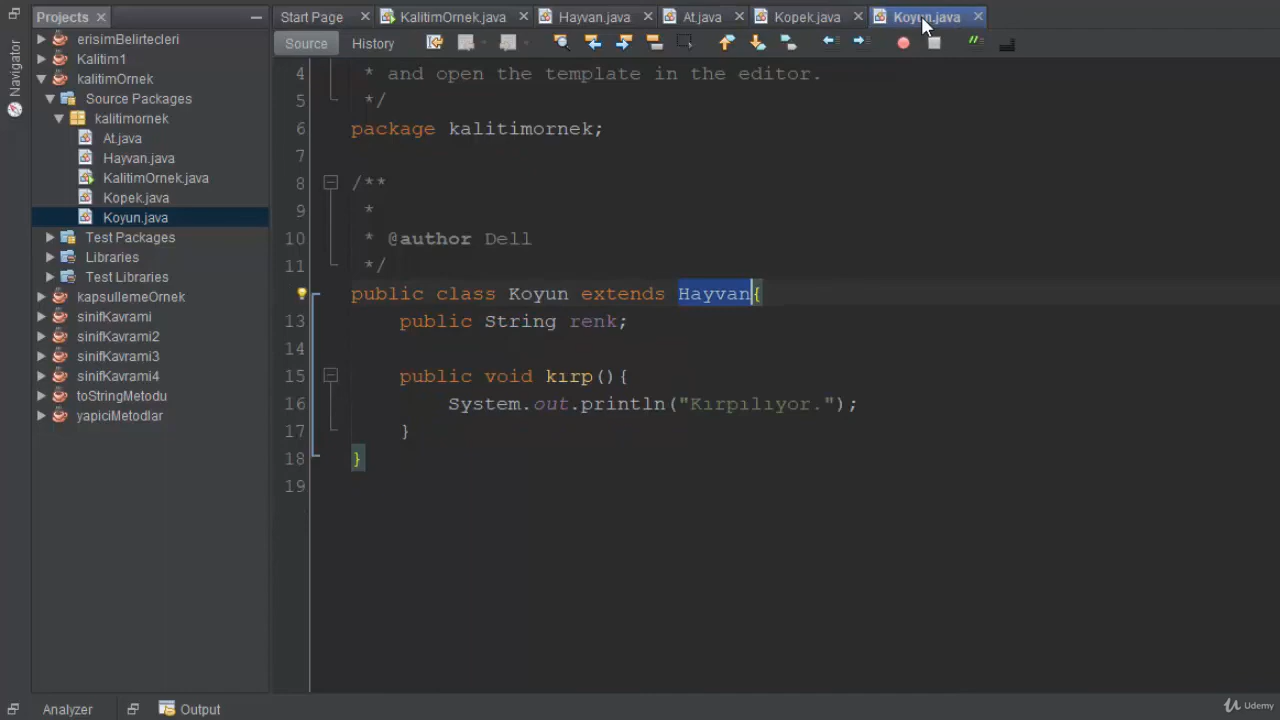 Projects
Start Page
KalitimOrnek.java
Hayvan.java
At.java
Kopek.java
Koyun.java
Navigator
erisimBelirtecleri
Kalitim1
kalitimOrnek
Source Packages
kalitimornek
At.java
Hayvan.java
KalitimOrnek.java
Kopek.java
Koyun.java
Test Packages
Libraries
Test Libraries
kapsullemeOrnek
sinifKavrami
sinifKavrami2
sinifKavrami3
sinifKavrami4
toStringMetodu
yapiciMetodlar
Source
History
4 * and open the template in the editor.
5 */
6 package kalitimornek;
7
8 /**
9 *
10 * @author Dell
11 */
public class Koyun extends Hayvan{
13 public String renk;
14
15 public void kırp(){
16 System.out.println("Kırpılıyor.");
17 }
18 }
19
Analyzer
Output
Udemy